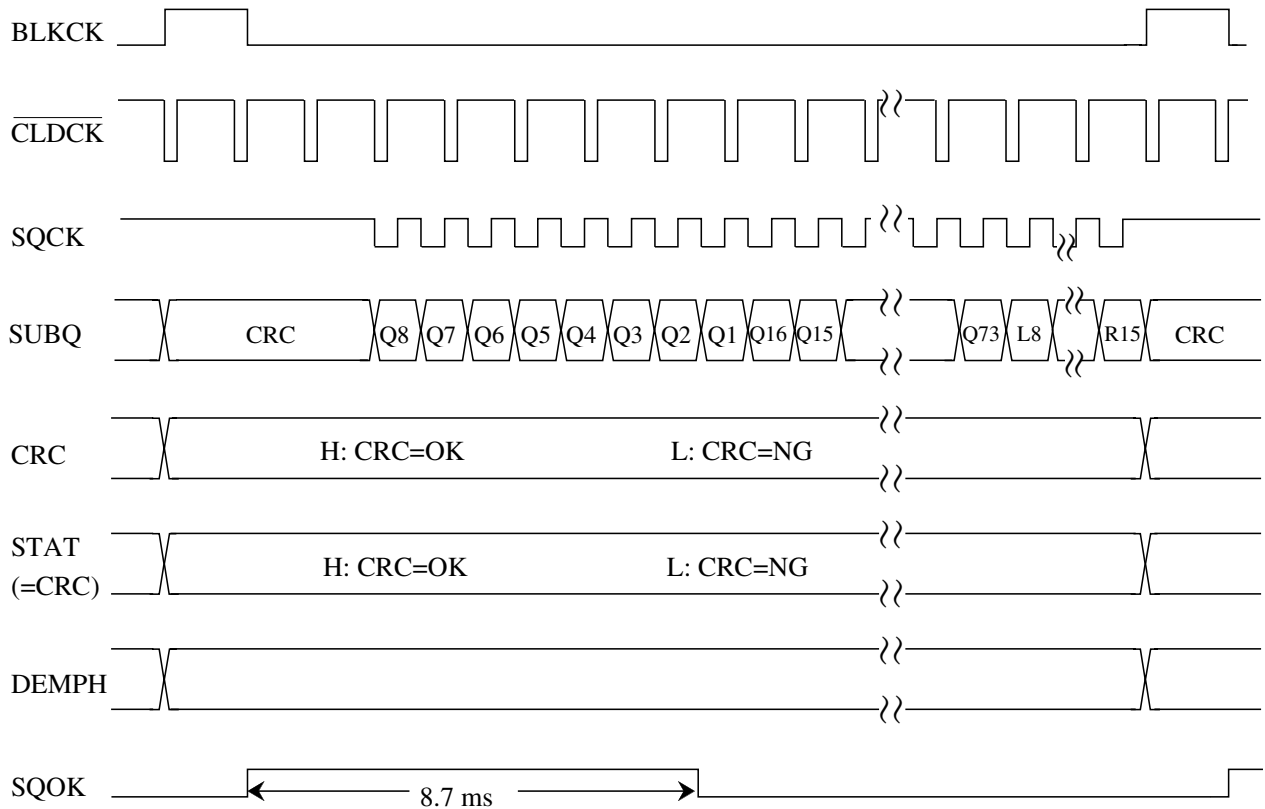 BLKCK
CLDCK
SQCK
SUBQ CRC Q8 Q7 Q6 Q5 Q4 Q3 Q2 Q1 Q16 Q15 Q73 L8 R15 CRC
CRC H: CRC=OK L: CRC=NG
STAT
(=CRC) H: CRC=OK L: CRC=NG
DEMPH
SQOK 8.7 ms